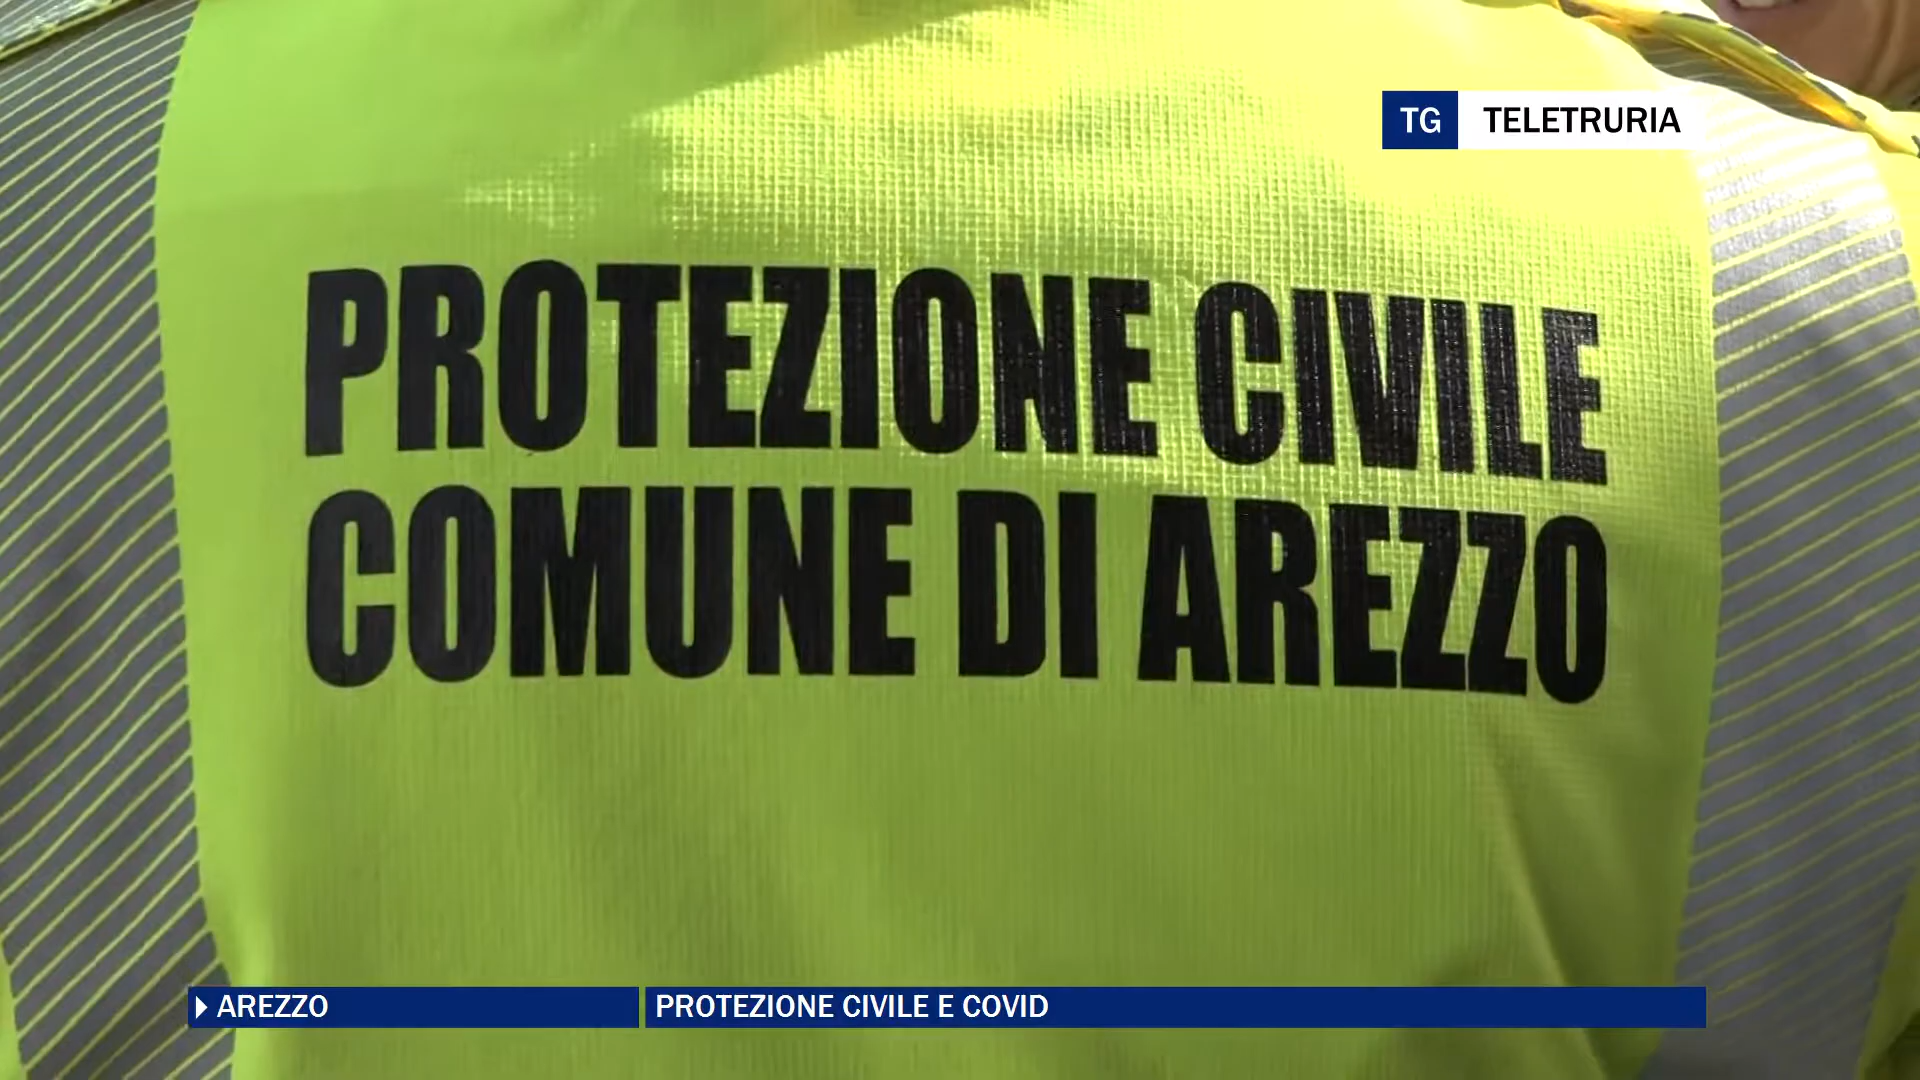 TG TELETRURIA
PROTEZIONE CIVILE
COMUNE DI AREZZO
AREZZO
PROTEZIONE CIVILE E COVID